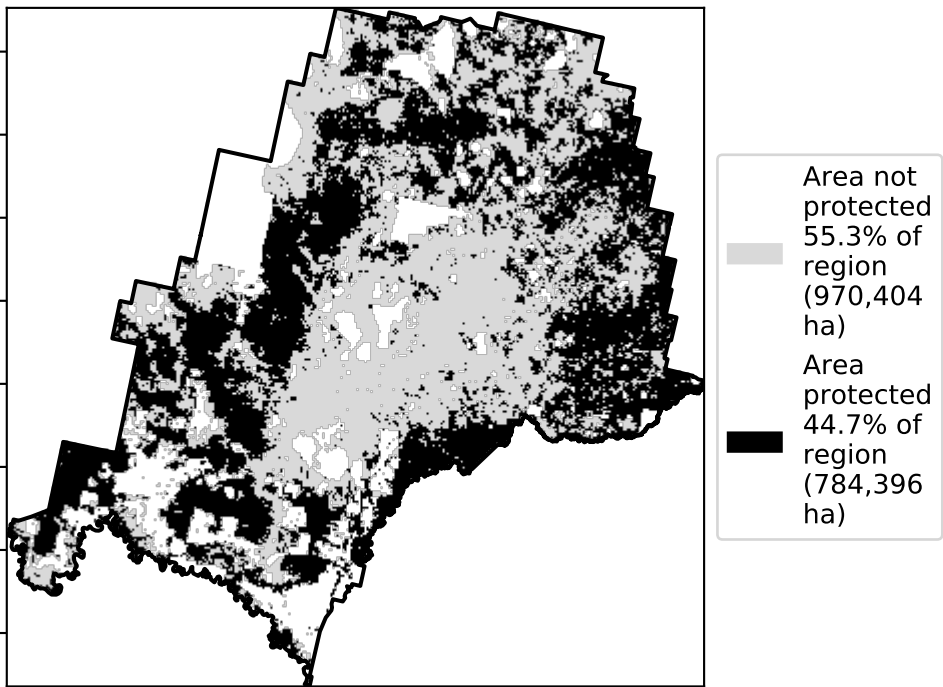 Area not
protected
55.3% of
region
(970,404
ha)
Area
protected
44.7% of
region
(784,396
ha)